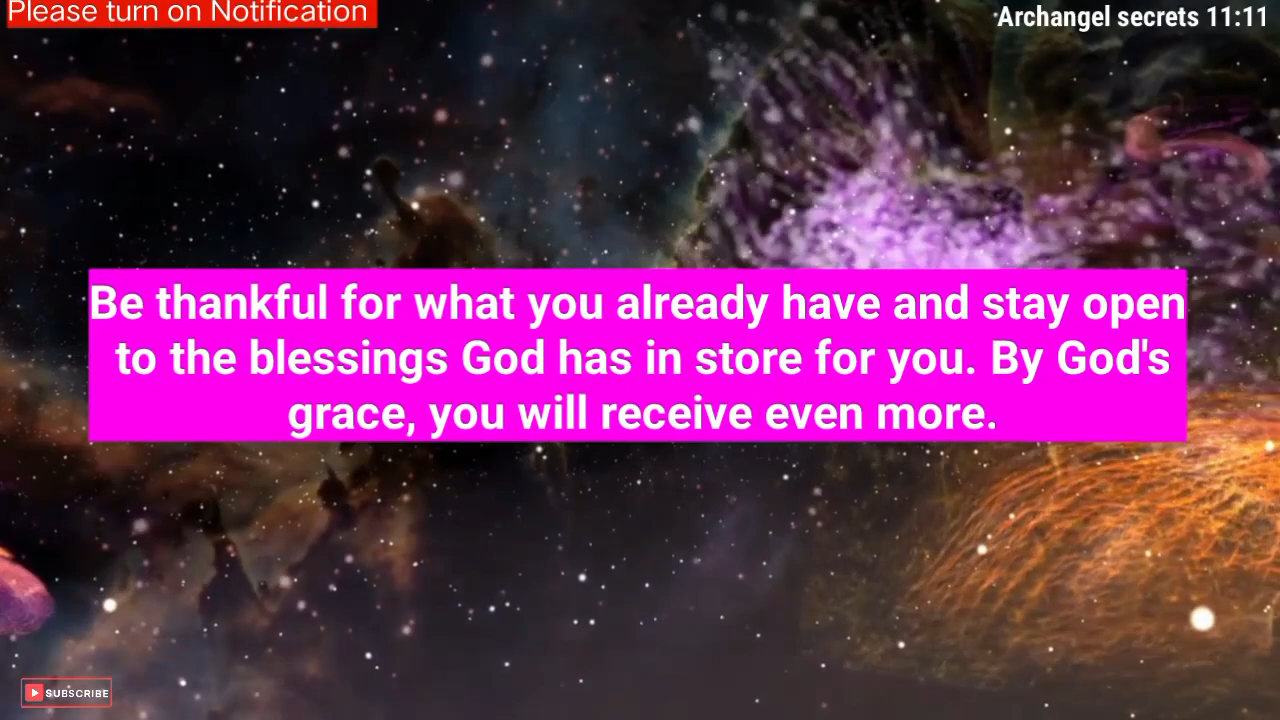 Please turn on Notification
Archangel secrets 11:11
Be thankful for what you already have and stay open
to the blessings God has in store for you. By God's
grace, you will receive even more.
SUBSCRIBE